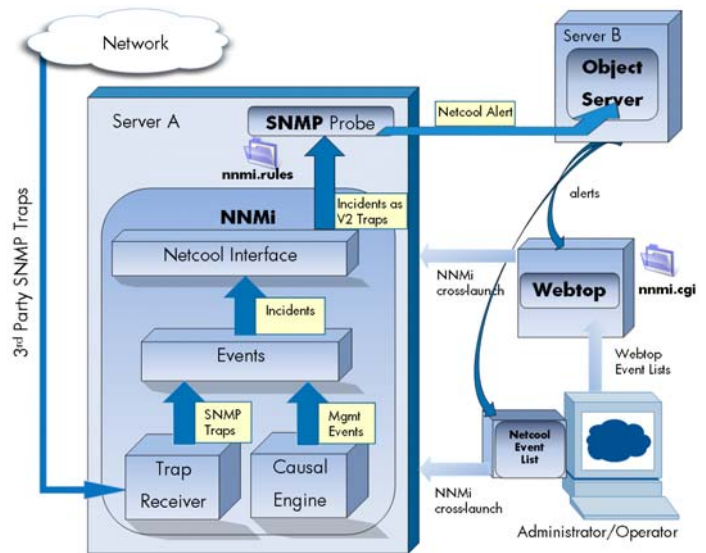 Network
Server B
Object
Server
Server A
SNMP Probe
Netcool Alert
nnmi.rules
NNMi
Incidents as
V2 Traps
alerts
3rd Party SNMP Traps
Netcool Interface
NNMi
cross-launch
Webtop
nnmi.cgi
Incidents
Events
Webtop
Event Lists
SNMP
Traps
Mgmt
Events
Netcool
Event
List
Trap
Receiver
Causal
Engine
NNMi
cross-launch
Administrator/Operator